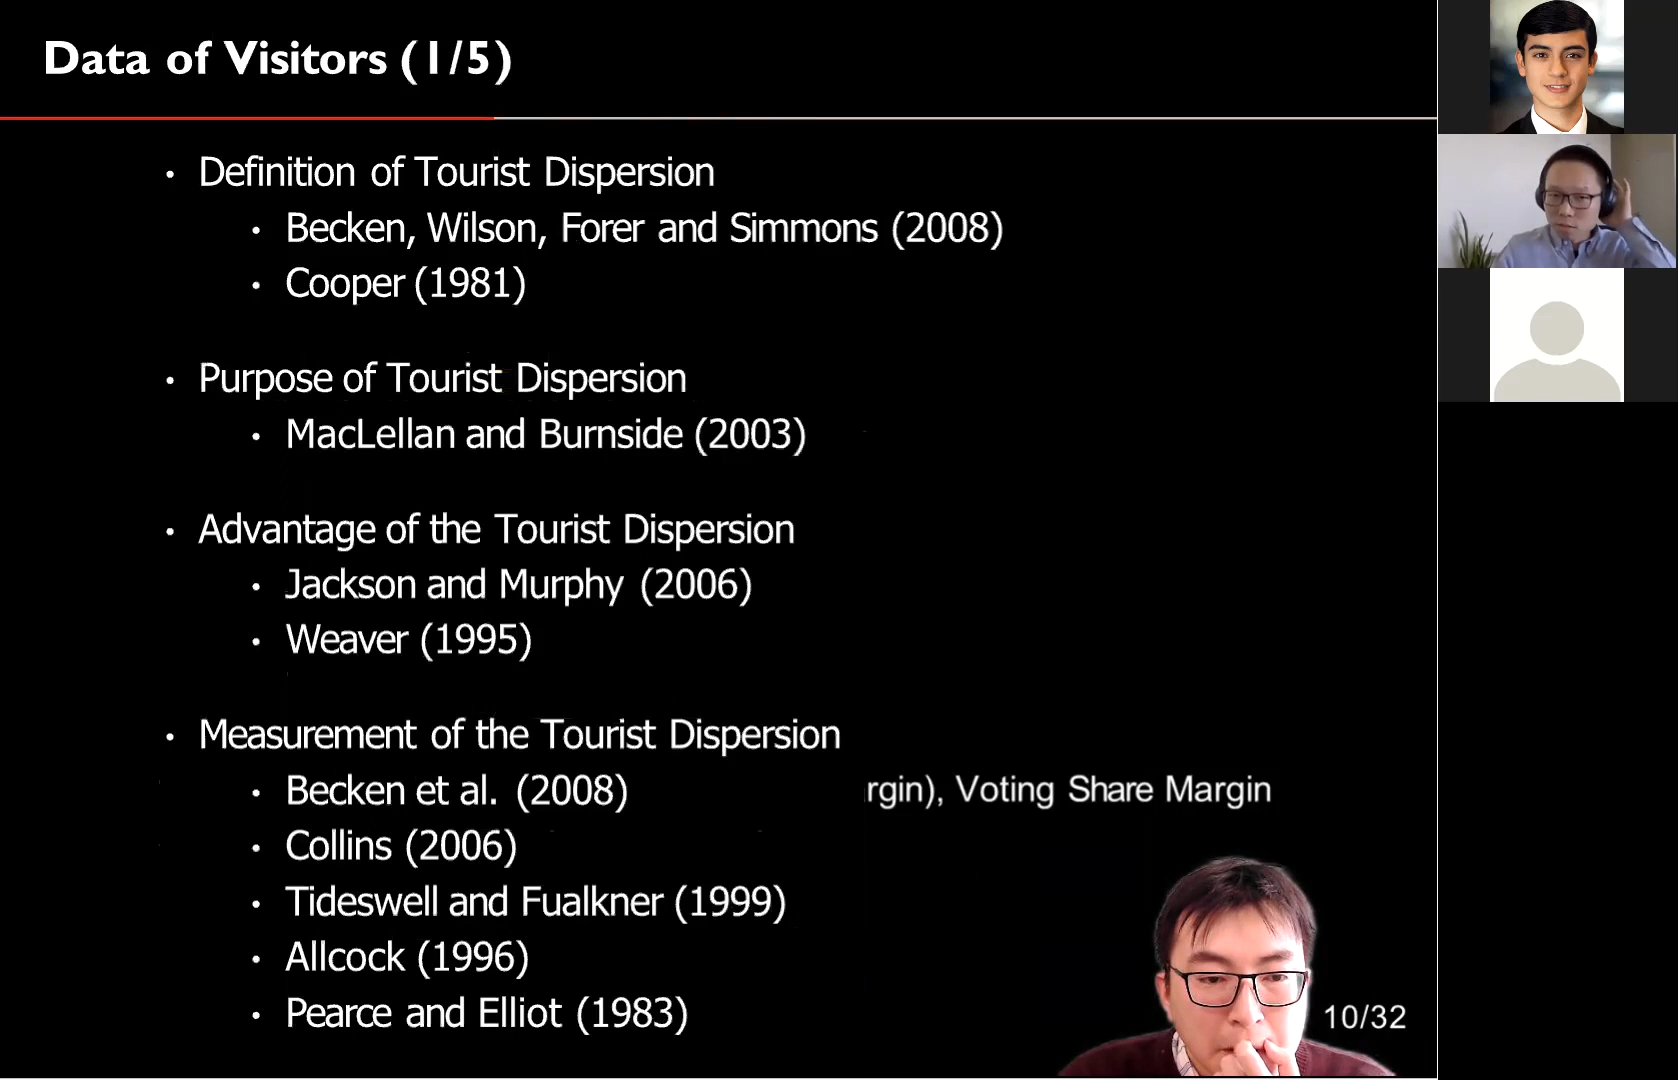 Data of Visitors (1/5)
• Definition of Tourist Dispersion
• Becken, Wilson, Forer and Simmons (2008)
• Cooper (1981)
• Purpose of Tourist Dispersion
• MacLellan and Burnside (2003)
• Advantage of the Tourist Dispersion
• Jackson and Murphy (2006)
• Weaver (1995)
• Measurement of the Tourist Dispersion
• Becken et al. (2008)
rgin), Voting Share Margin
• Collins (2006)
• Tideswell and Fualkner (1999)
• Allcock (1996)
• Pearce and Elliot (1983)
10/32